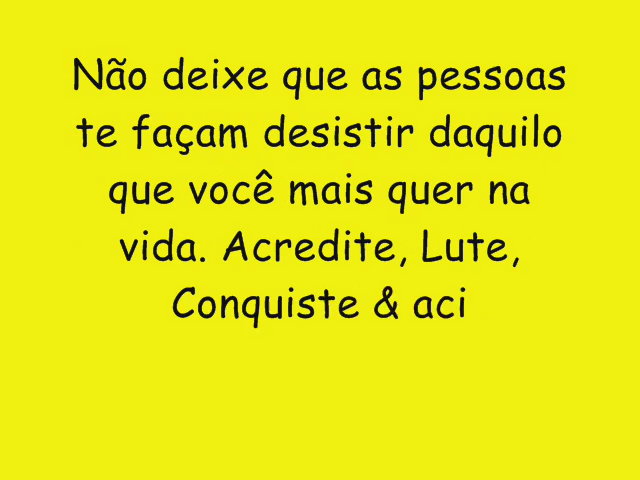 Não deixe que as pessoas
te façam desistir daquilo
que você mais quer na
vida. Acredite, Lute,
Conquiste & aci